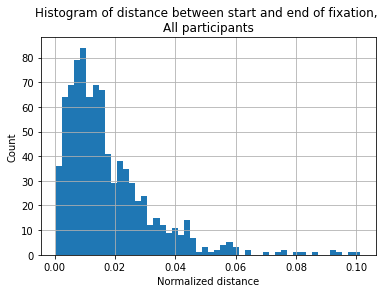 Histogram of distance between start and end of fixation,
All participants
80
70
60
50
40
30
20
10
0
Count
0.00 0.02 0.04 0.06 0.08 0.10
Normalized distance